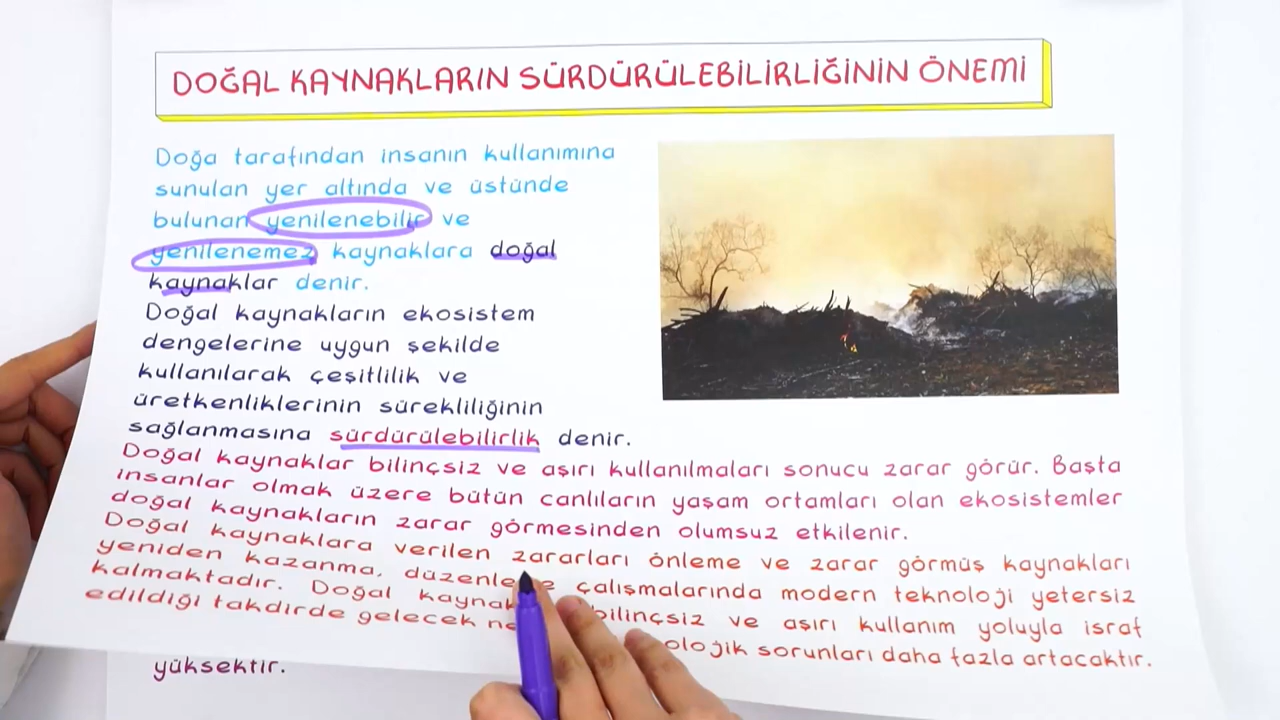 DOĞAL KAYNAKLARIN SÜRDÜRÜLEBİLİRLİĞİNİN ÖNEMİ
Doğa tarafından insanın kullanımına
sunulan yer altında ve üstünde
bulunan yenilenebilir ve
yenilenemez kaynaklara doğal
kaynaklar denir.
Doğal kaynakların ekosistem
dengelerine uygun şekilde
kullanılarak çeşitlilik ve
üretkenliklerinin sürekliliğinin
sağlanmasına sürdürülebilirlik denir.
Doğal kaynaklar bilinçsiz ve aşırı kullanılmaları sonucu zarar görür. Başta
insanlar olmak üzere bütün canlıların yaşam ortamları olan ekosistemler
doğal kaynakların zarar görmesinden olumsuz etkilenir.
Doğal kaynaklara verilen zararları önleme ve zarar görmüş kaynakları
yeniden kazanma, düzenleme çalışmalarında modern teknoloji yetersiz
kalmaktadır. Doğal bilinçsiz ve aşırı kullanım yoluyla israf
edildiği takdirde gelecek sorunları daha fazla artacaktır.
yüksektir.